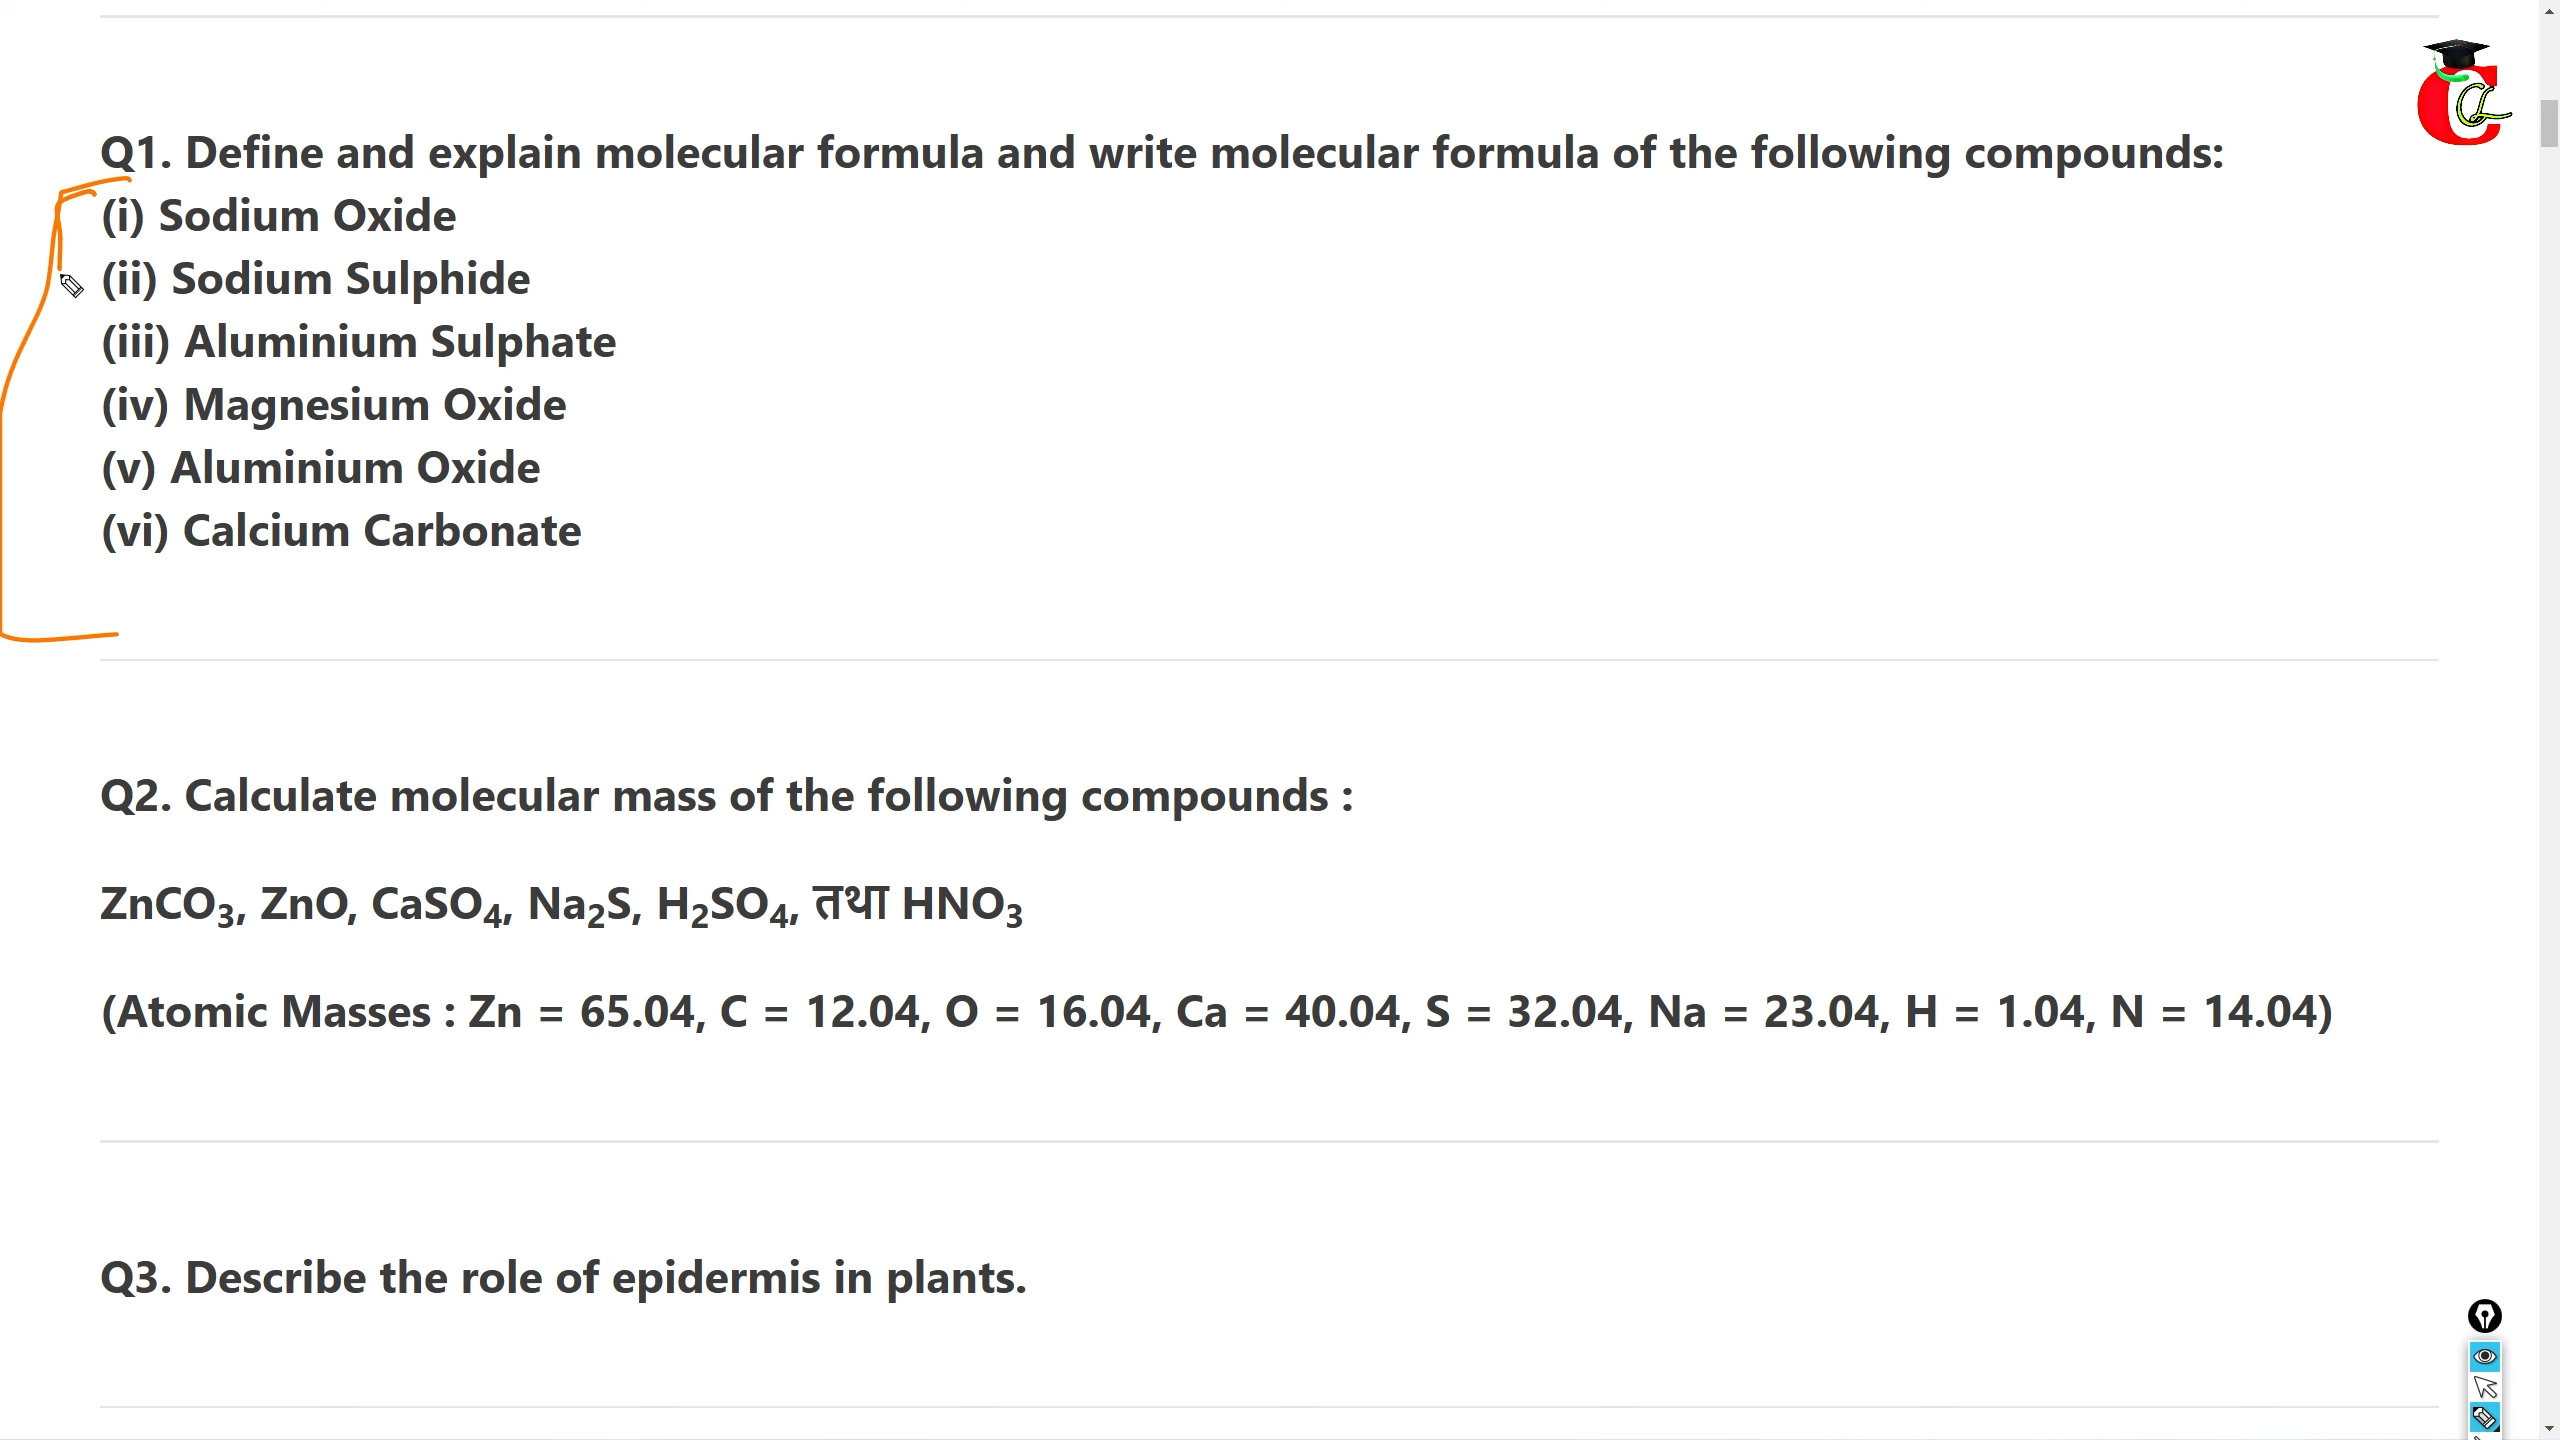 Q1. Define and explain molecular formula and write molecular formula of the following compounds:
(i) Sodium Oxide
(ii) Sodium Sulphide
(iii) Aluminium Sulphate
(iv) Magnesium Oxide
(v) Aluminium Oxide
(vi) Calcium Carbonate
Q2. Calculate molecular mass of the following compounds :
ZnCO₃, ZnO, CaSO₄, Na₂S, H₂SO₄, तथा HNO₃
(Atomic Masses : Zn = 65.04, C = 12.04, O = 16.04, Ca = 40.04, S = 32.04, Na = 23.04, H = 1.04, N = 14.04)
Q3. Describe the role of epidermis in plants.